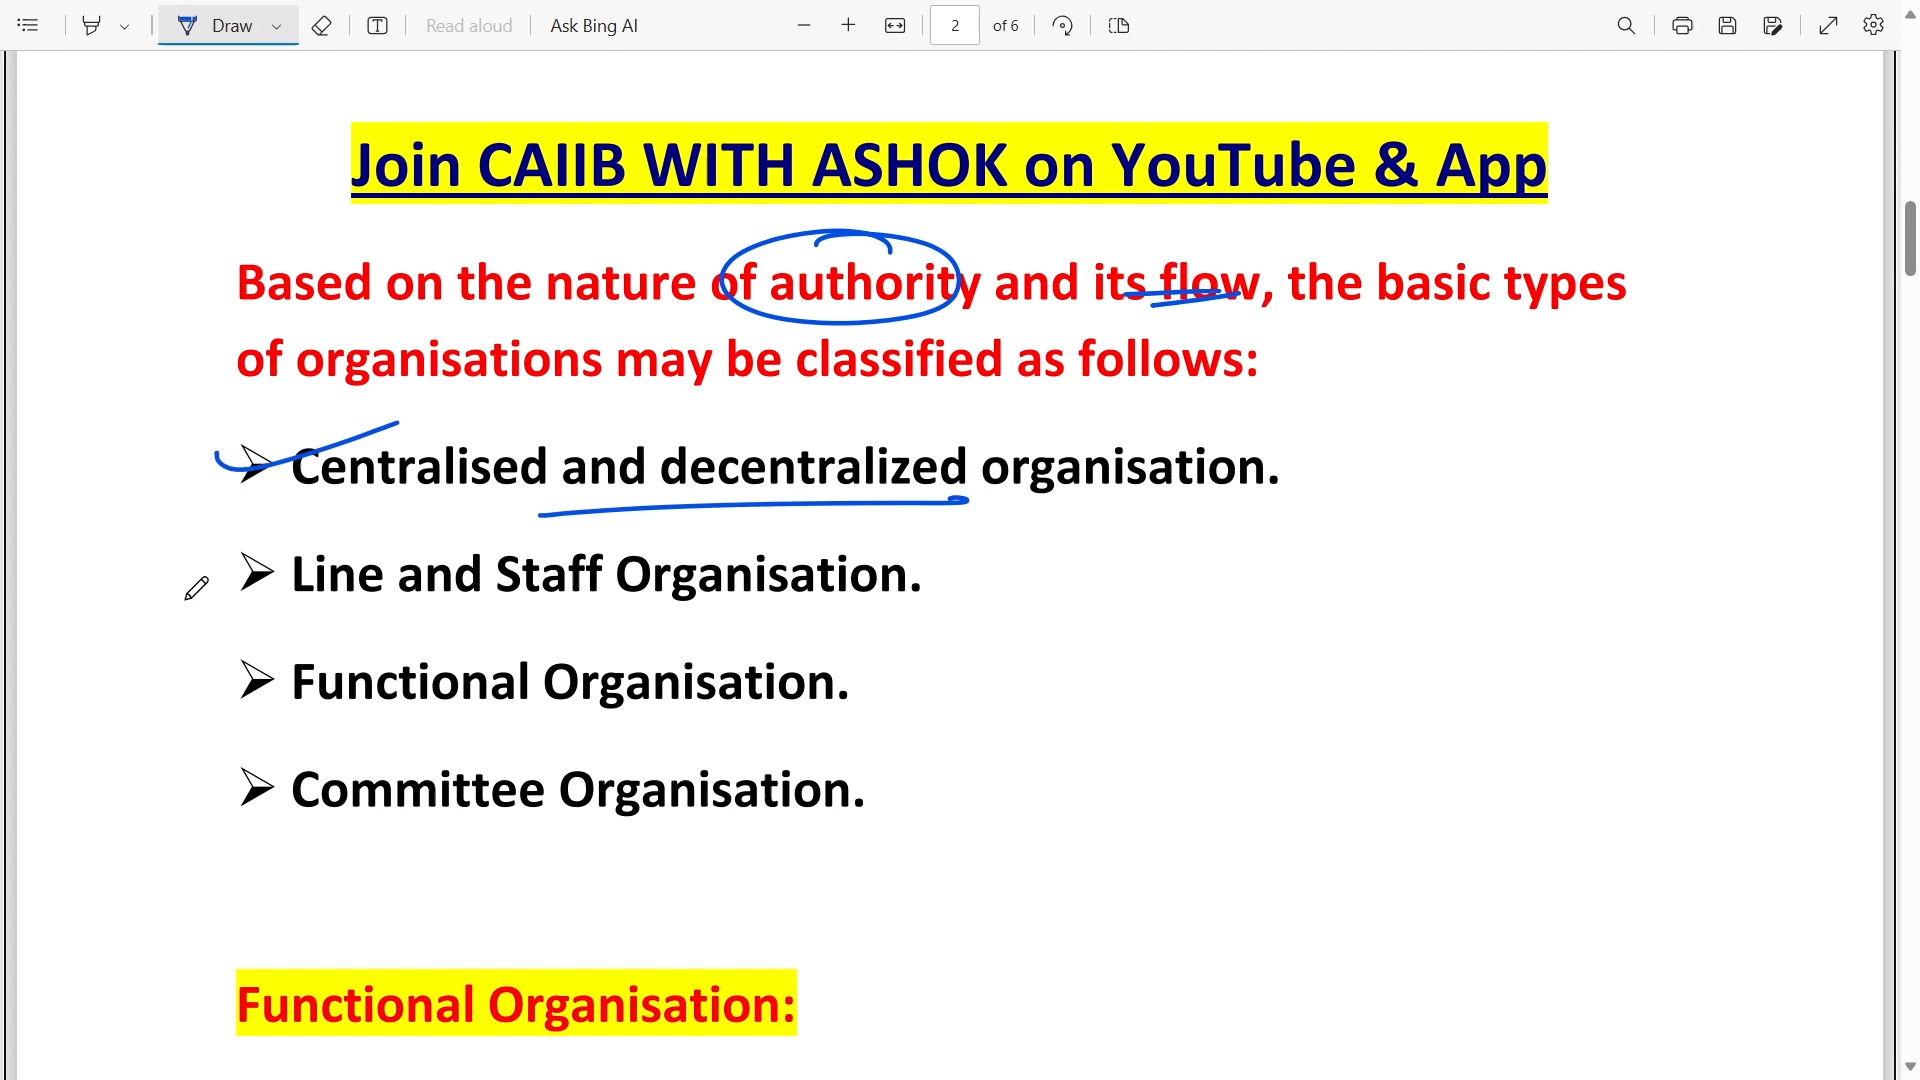 Draw
Read aloud
Ask Bing AI
2
of 6
Join CAIIB WITH ASHOK on YouTube & App
Based on the nature of authority and its flow, the basic types
of organisations may be classified as follows:
Centralised and decentralized organisation.
Line and Staff Organisation.
Functional Organisation.
Committee Organisation.
Functional Organisation: